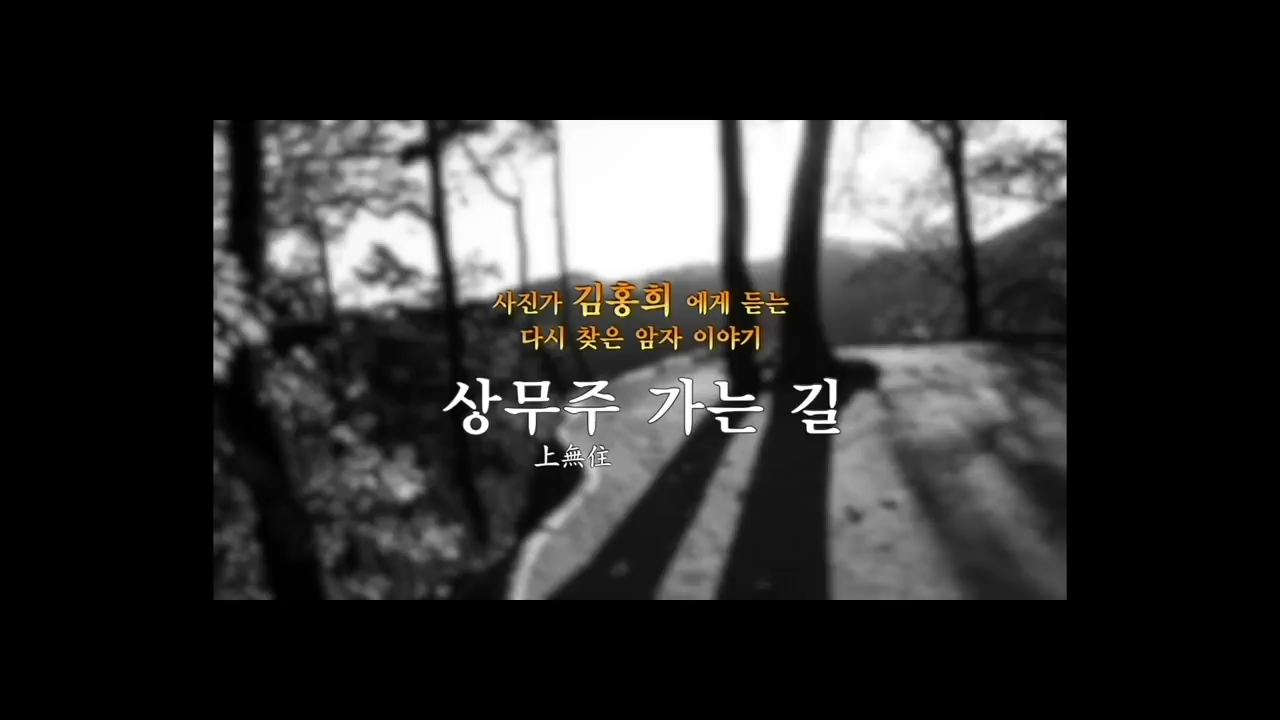 사진가 김홍희 에게 듣는
다시 찾은 암자 이야기
상무주 가는 길
上無住